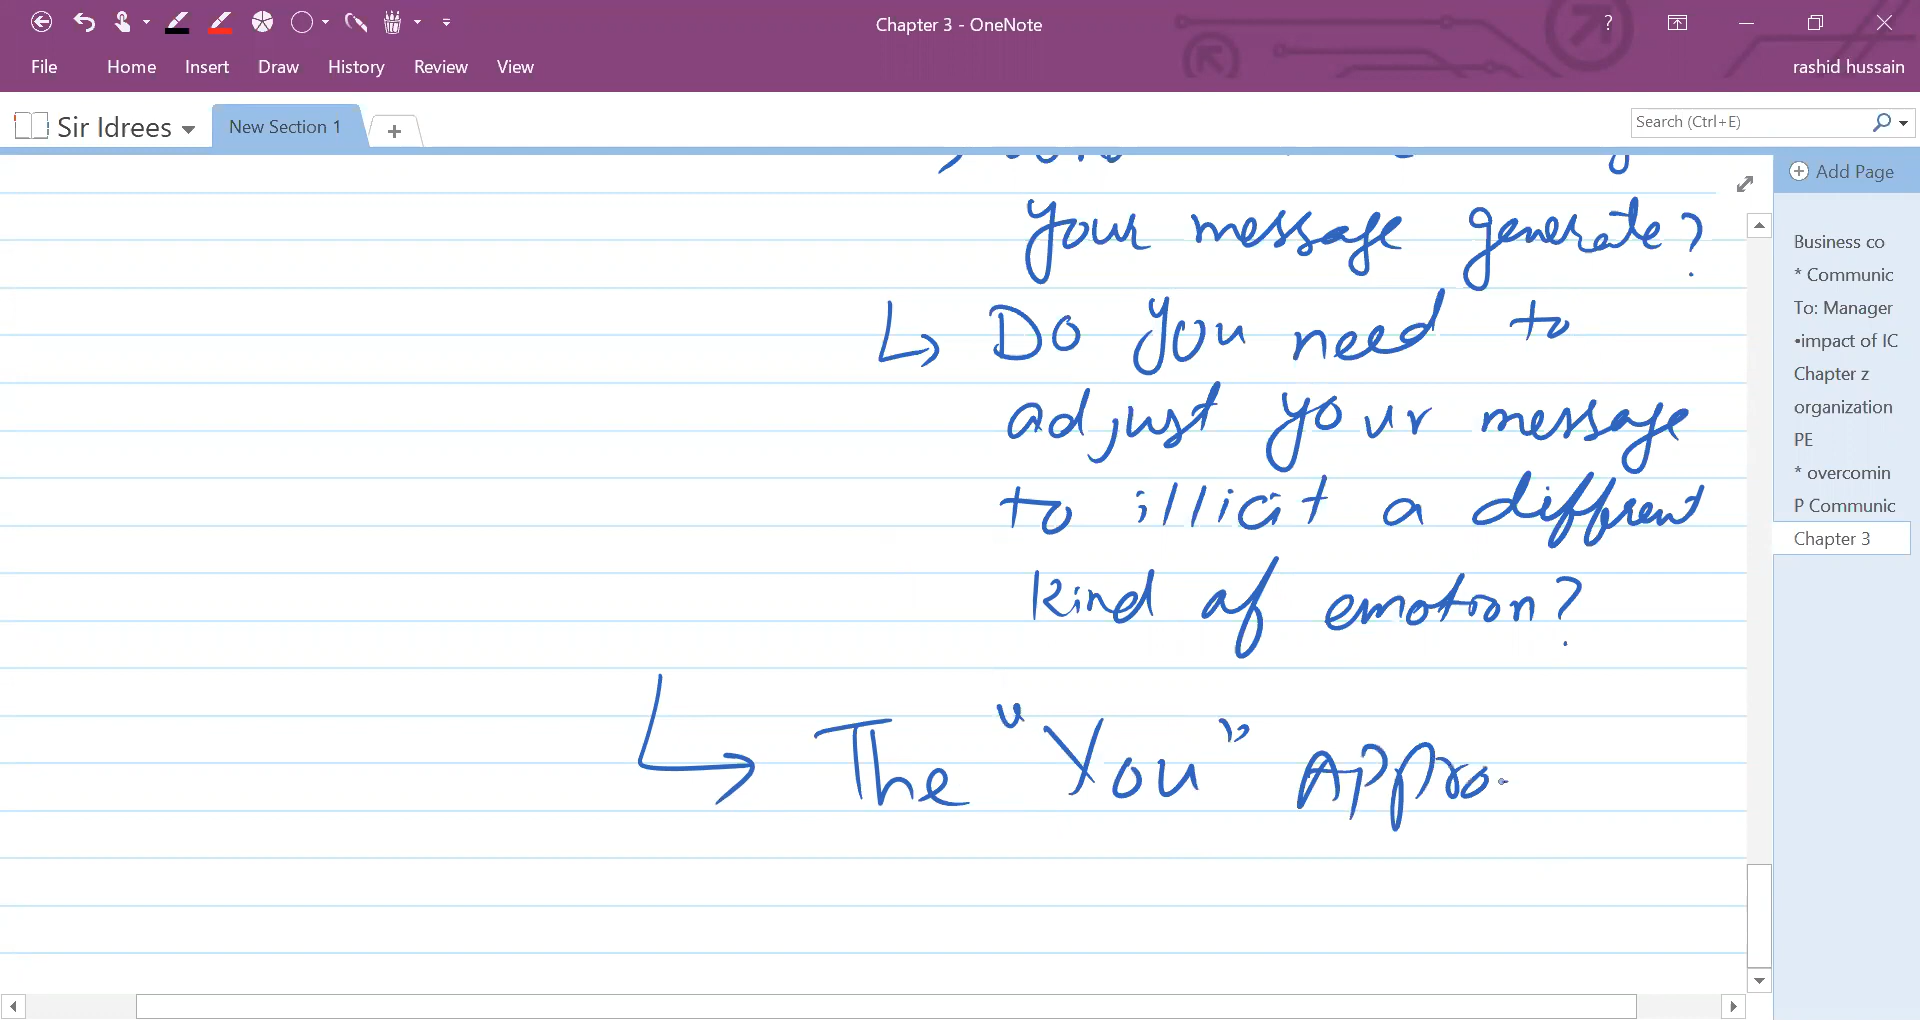 Chapter 3 - OneNote
?
File Home Insert Draw History Review View
rashid hussain
Sir Idrees
New Section 1
+
Search (Ctrl+E)
Add Page
your message generate?
Do you need to
adjust your message
to illicit a different
kind of emotion?
The "You" Appro
Business co
* Communic
To: Manager
•impact of IC
Chapter z
organization
PE
* overcomin
P Communic
Chapter 3